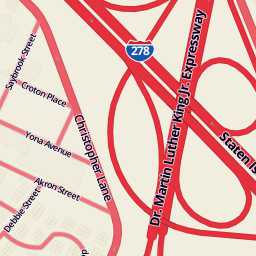 278
Saybrook Street
Croton Place
Yona Avenue
Christopher Lane
Akron Street
Debbie Street
Dr. Martin Luther King Jr. Expressway
Staten Is